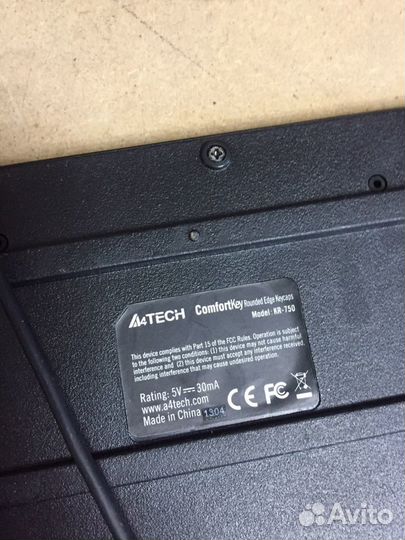 A4TECH ComfortKey Rounded Edge Keycaps
Model: KR-750
This device complies with Part 15 of the FCC Rules. Operation is subject
to the following two conditions: (1) this device may not cause harmful
interference and (2) this device must accept any interference received,
including interference that may cause undesired operation.
Rating: 5V 30mA
www.a4tech.com
Made in China 1304
CE FC
Avito